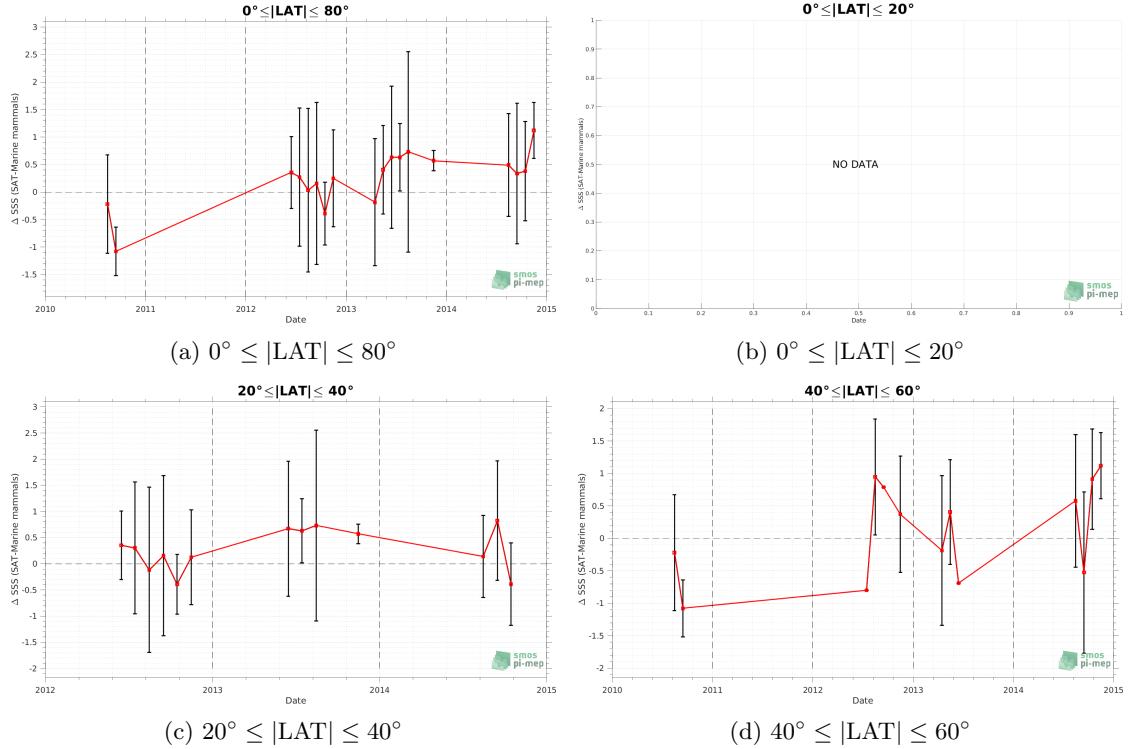 0°≤|LAT|≤ 80°
3
2.5
2
1.5
1
0.5
0
-0.5
-1
-1.5
Δ SSS (SAT-Marine mammals)
2010 2011 2012 2013 2014 2015
Date
smos
pi-mep
(a) 0° ≤ |LAT| ≤ 80°
0°≤|LAT|≤ 20°
1
0.9
0.8
0.7
0.6
0.5
0.4
0.3
0.2
0.1
0
Δ SSS (SAT-Marine mammals)
NO DATA
0 0.1 0.2 0.3 0.4 0.5 0.6 0.7 0.8 0.9 1
Date
smos
pi-mep
(b) 0° ≤ |LAT| ≤ 20°
20°≤|LAT|≤ 40°
3
2.5
2
1.5
1
0.5
0
-0.5
-1
-1.5
-2
Δ SSS (SAT-Marine mammals)
2012 2013 2014 2015
Date
smos
pi-mep
(c) 20° ≤ |LAT| ≤ 40°
40°≤|LAT|≤ 60°
2
1.5
1
0.5
0
-0.5
-1
-1.5
-2
Δ SSS (SAT-Marine mammals)
2010 2011 2012 2013 2014 2015
Date
smos
pi-mep
(d) 40° ≤ |LAT| ≤ 60°